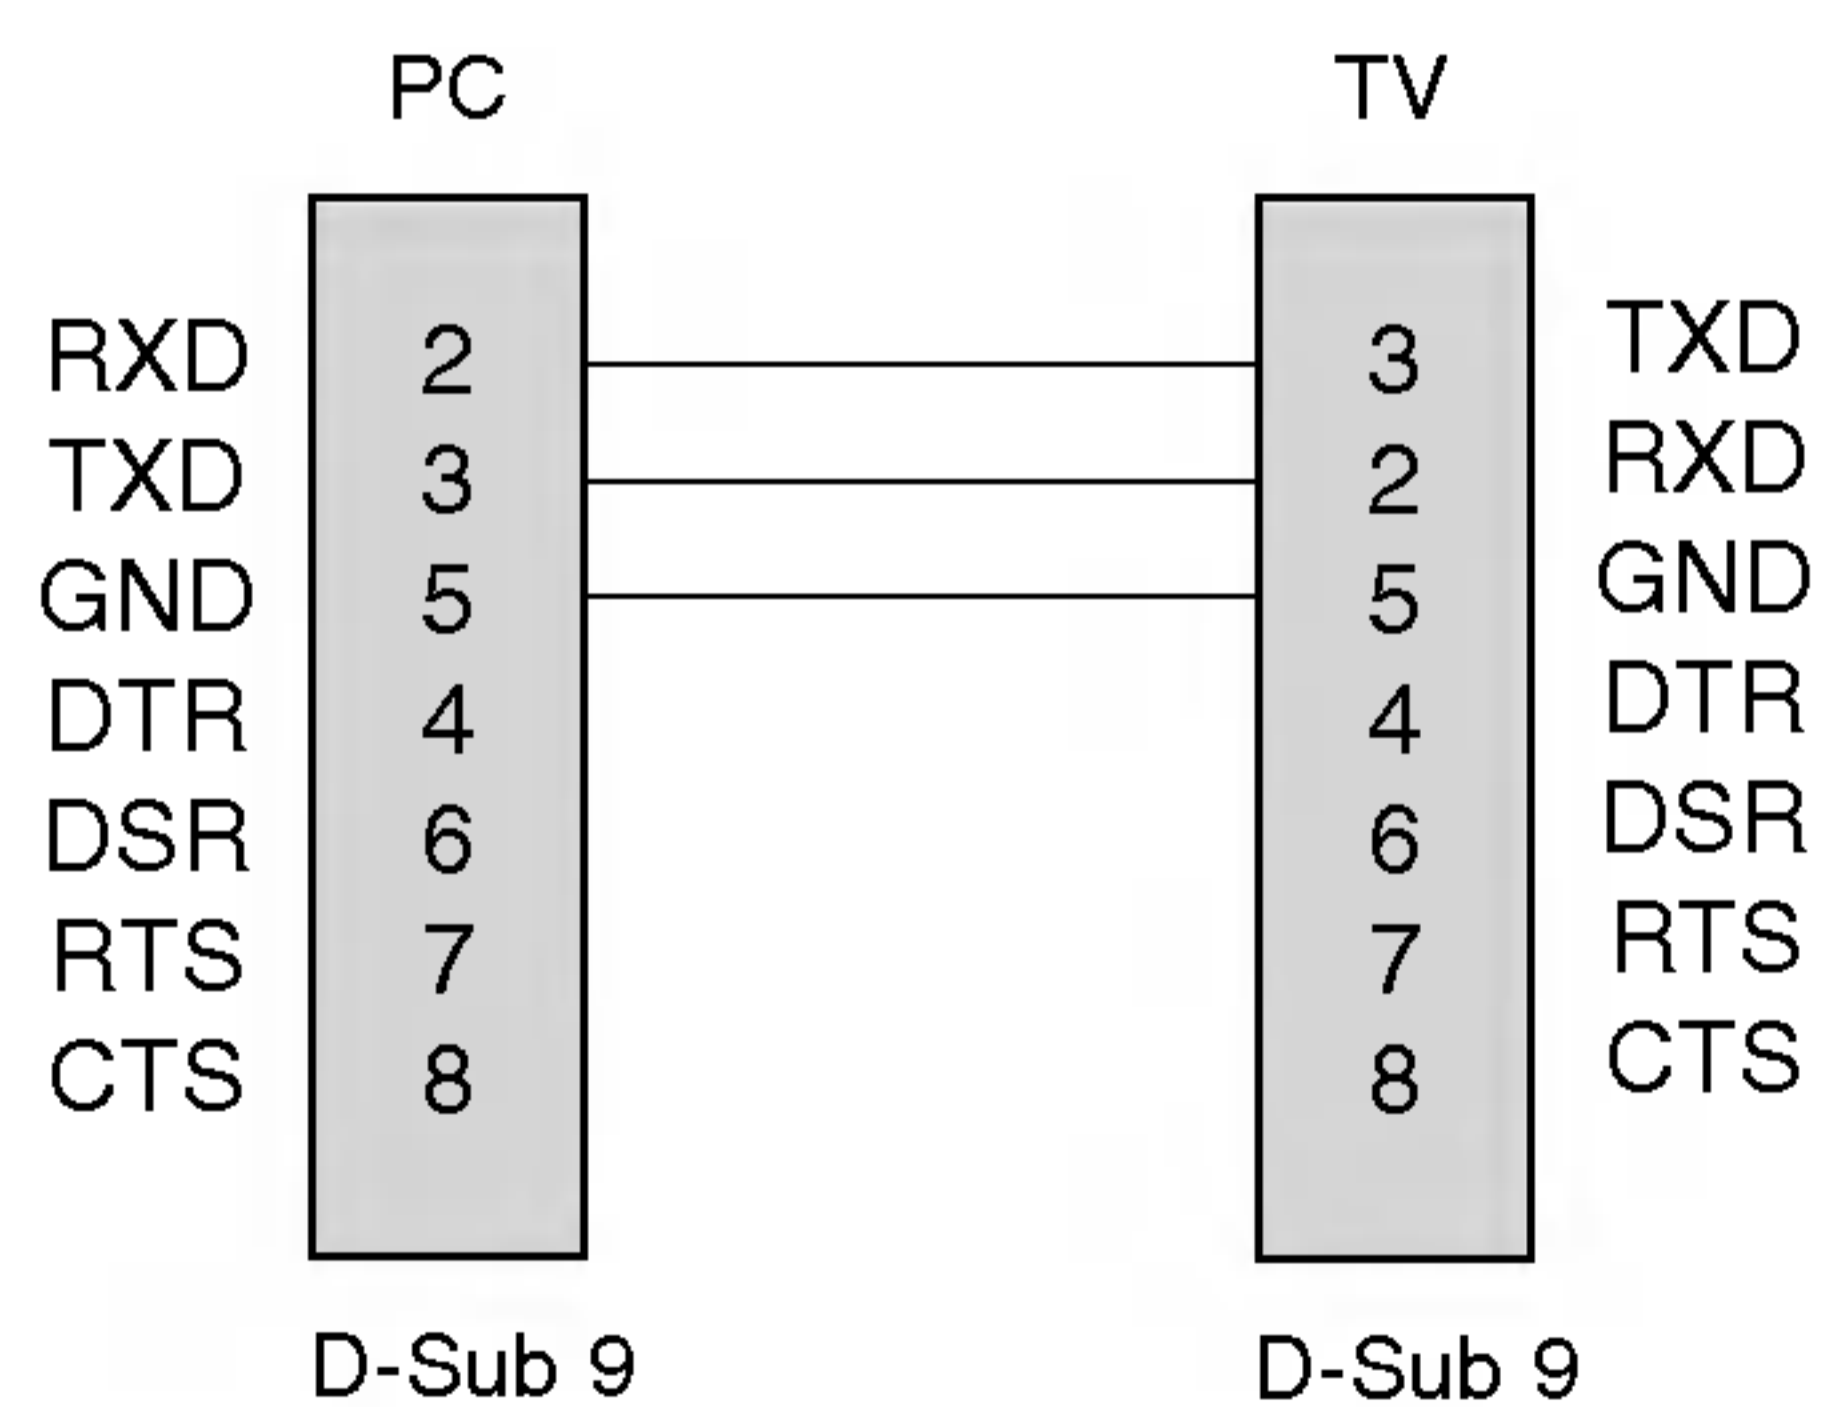 PC TV
RXD 2 3 TXD
TXD 3 2 RXD
GND 5 5 GND
DTR 4 4 DTR
DSR 6 6 DSR
RTS 7 7 RTS
CTS 8 8 CTS
D-Sub 9 D-Sub 9